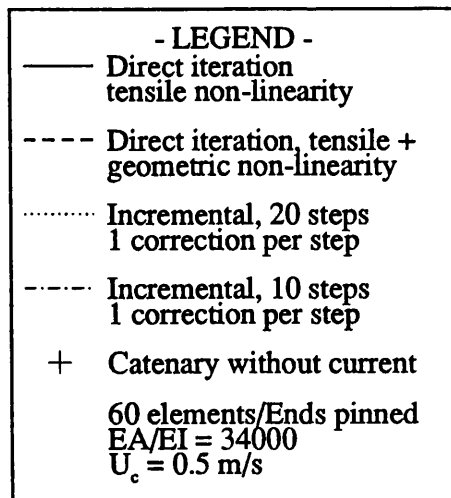 - LEGEND -
Direct iteration
tensile non-linearity
Direct iteration, tensile +
geometric non-linearity
Incremental, 20 steps
1 correction per step
Incremental, 10 steps
1 correction per step
Catenary without current
60 elements/Ends pinned
EA/EI = 34000
U_c = 0.5 m/s